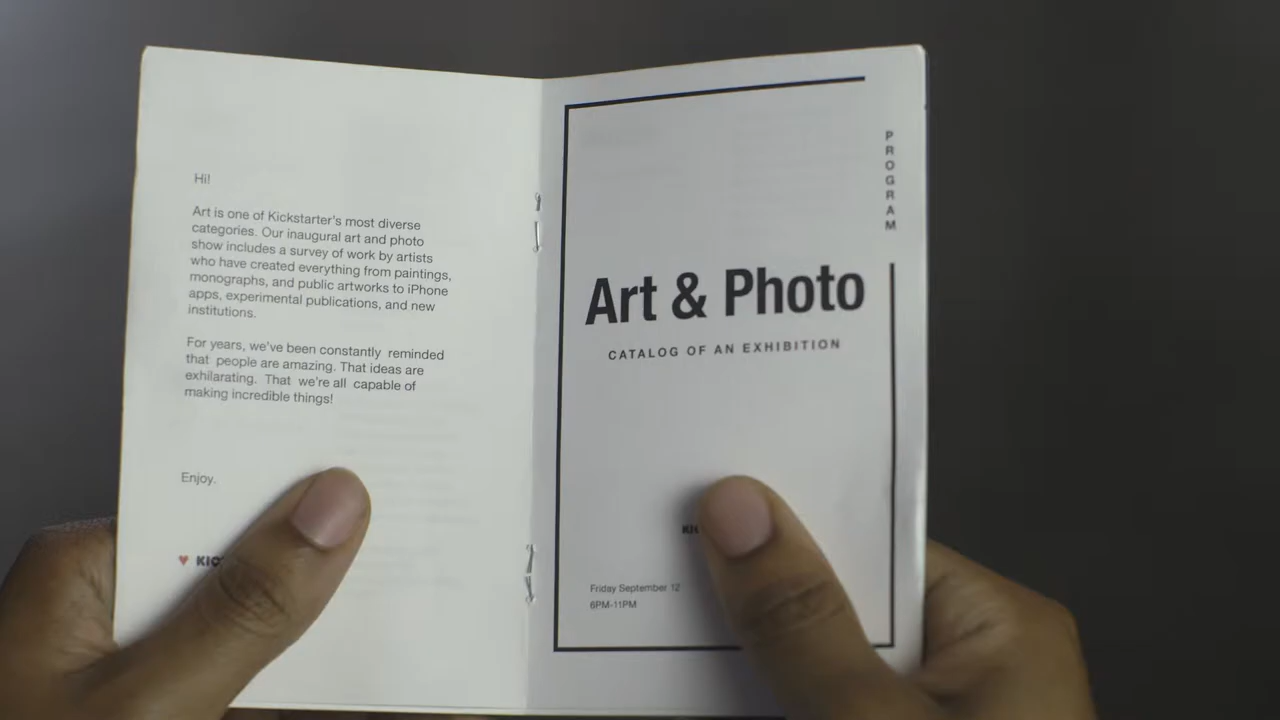 Hi!
Art is one of Kickstarter's most diverse
categories. Our inaugural art and photo
show includes a survey of work by artists
who have created everything from paintings,
monographs, and public artworks to iPhone
apps, experimental publications, and new
institutions.
For years, we've been constantly reminded
that people are amazing. That ideas are
exhilarating. That we're all capable of
making incredible things!
Enjoy.
PROGRAM
Art & Photo
CATALOG OF AN EXHIBITION
Friday September 12
6PM-11PM